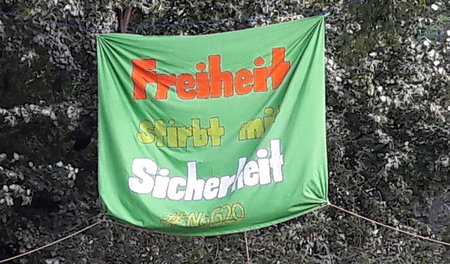 Freiheit
stirbt mit
Sicherheit
#NoG20